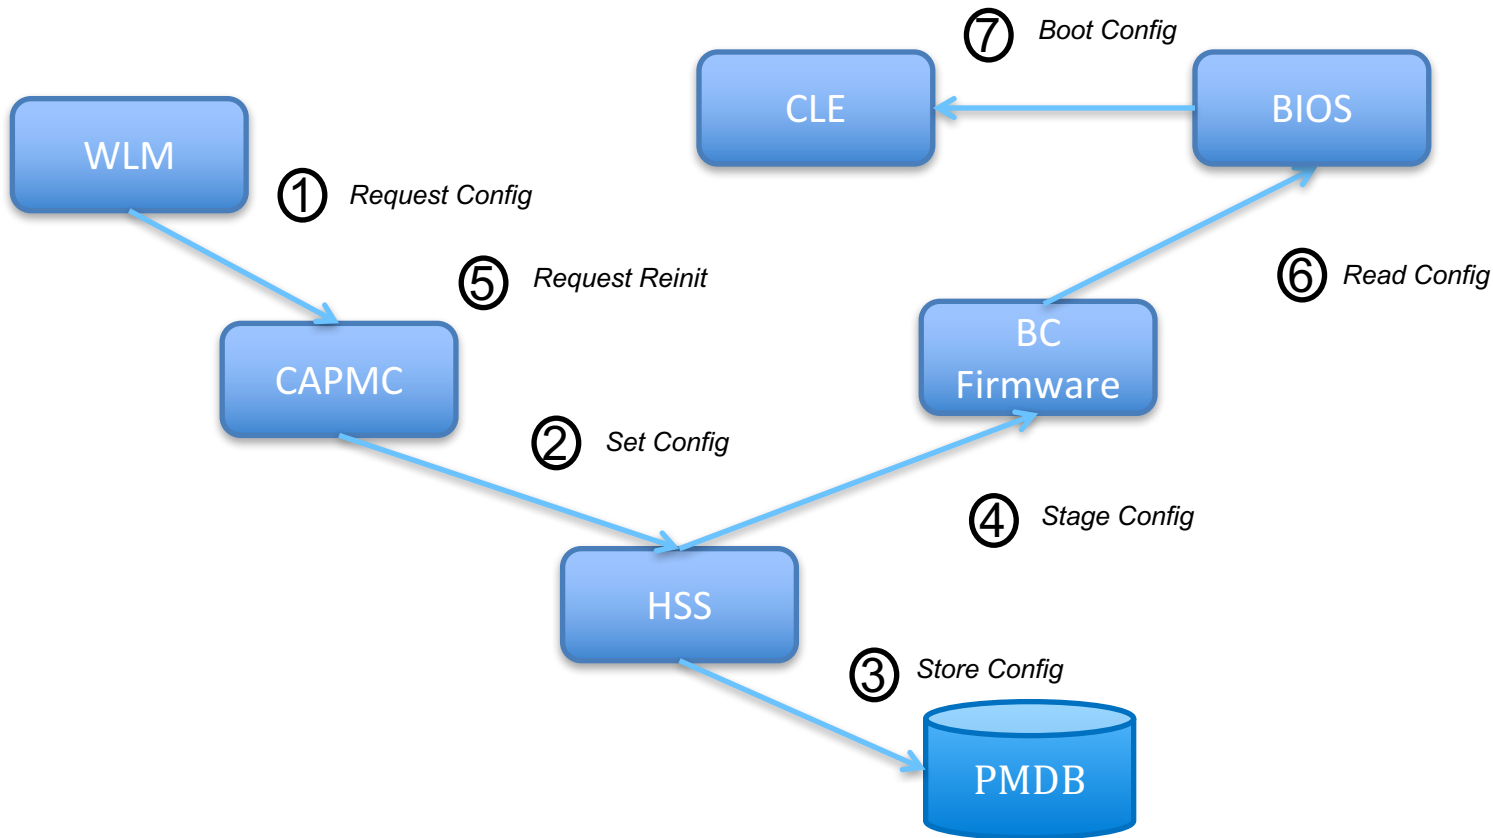 7
Boot Config
CLE
BIOS
WLM
1
Request Config
5
Request Reinit
6
Read Config
BC
Firmware
CAPMC
2
Set Config
4
Stage Config
HSS
3
Store Config
PMDB